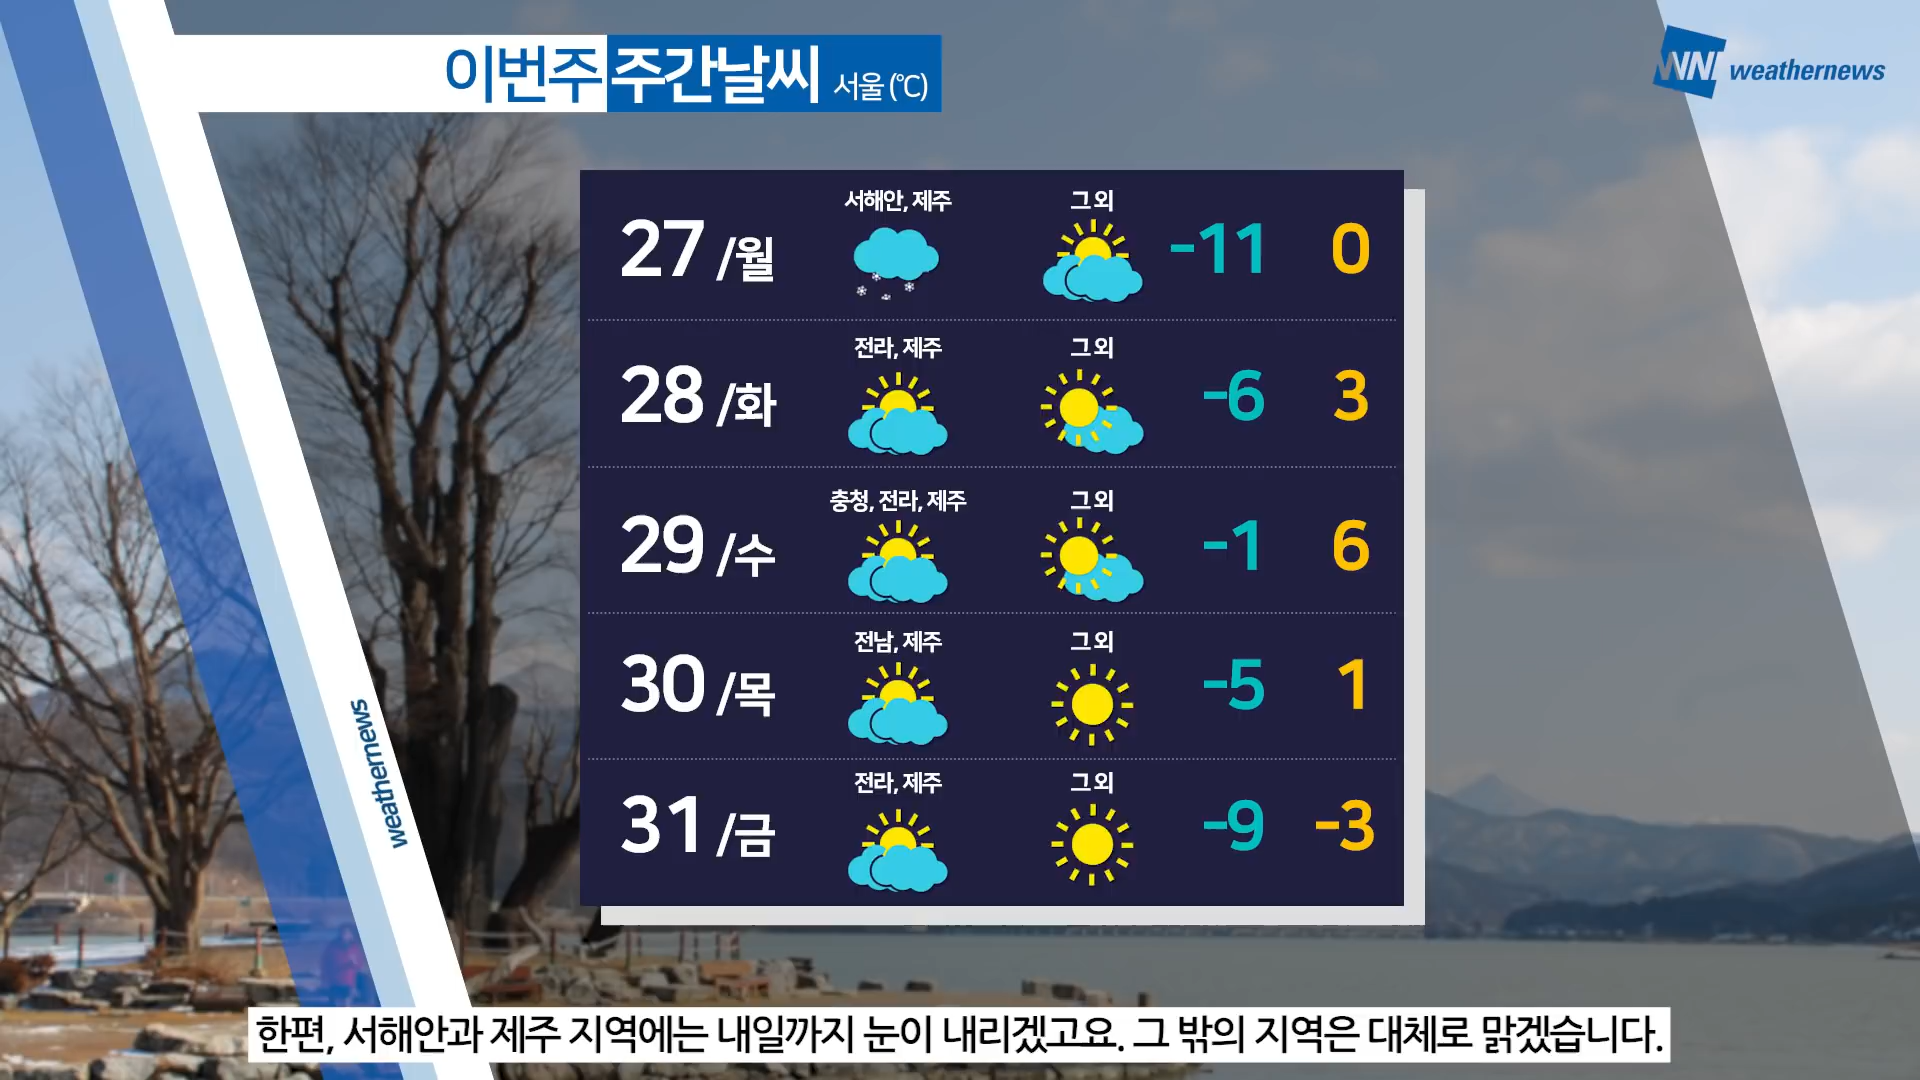 이번주 주간날씨 서울 (℃)
WNI weathernews
서해안, 제주 그 외
27 /월 -11 0
전라, 제주 그 외
28 /화 -6 3
충청, 전라, 제주 그 외
29 /수 -1 6
전남, 제주 그 외
30 /목 -5 1
전라, 제주 그 외
31 /금 -9 -3
weathernews
한편, 서해안과 제주 지역에는 내일까지 눈이 내리겠고요. 그 밖의 지역은 대체로 맑겠습니다.